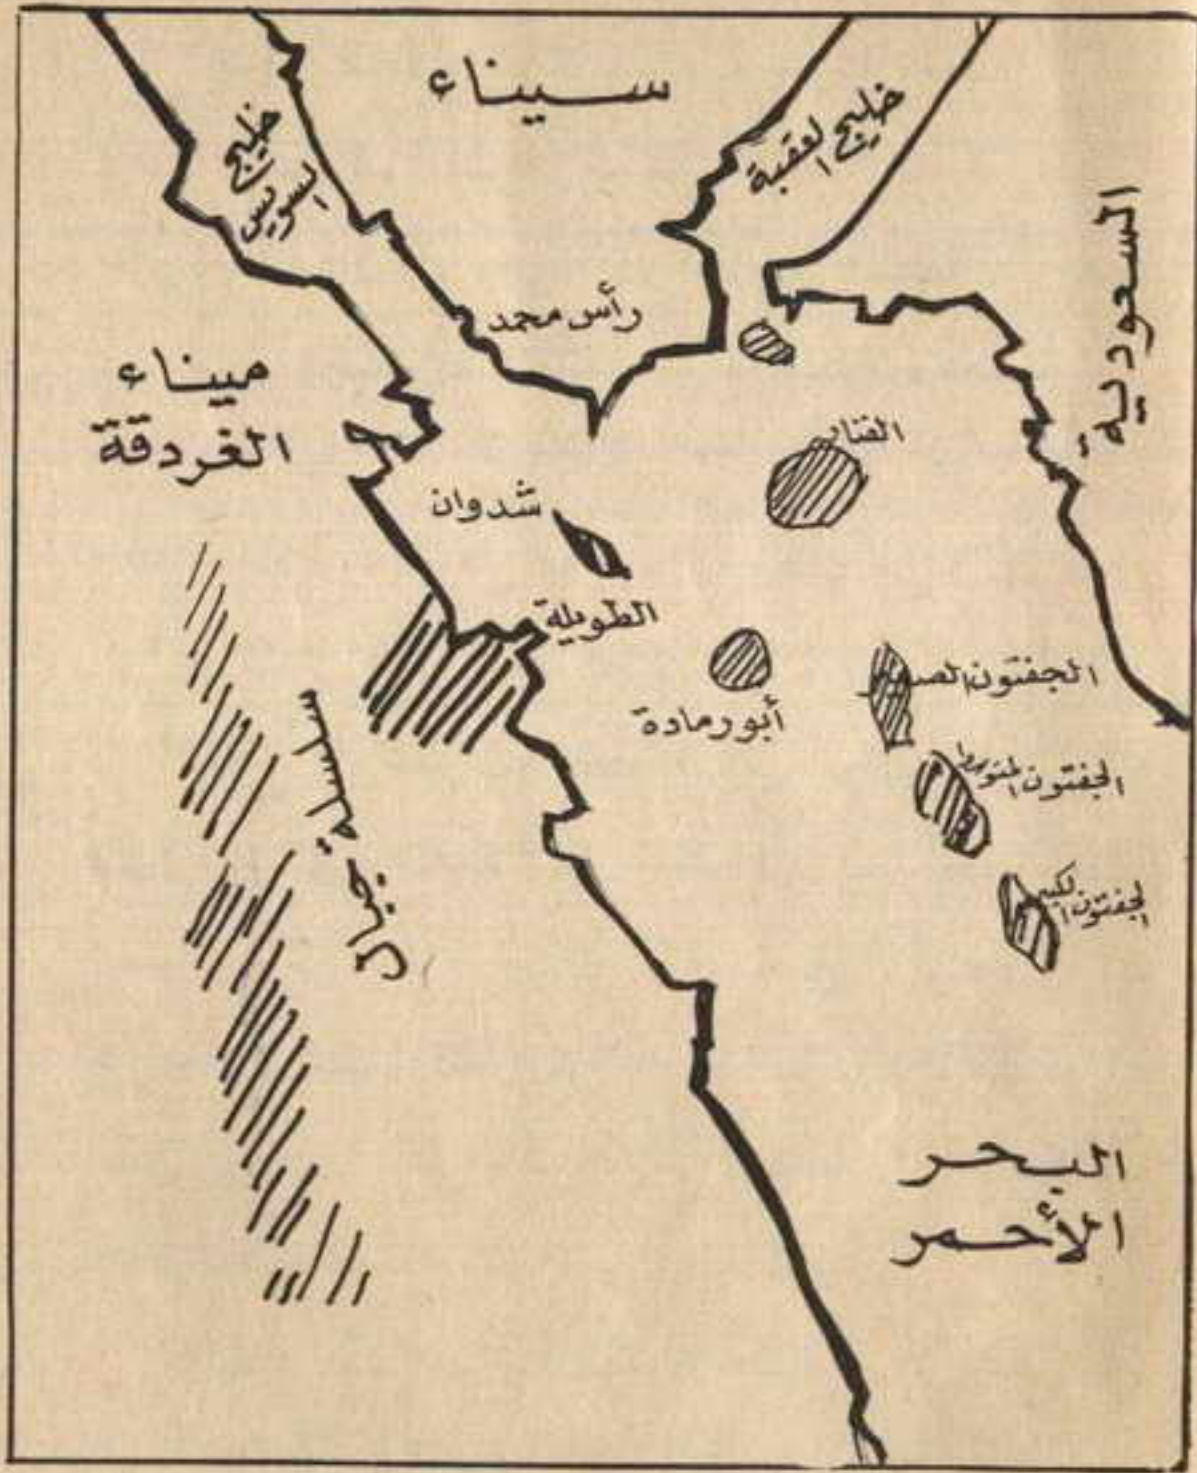 سيناء
خليج العقبة
خليج
السويس
السعودية
رأس محمد
ميناء
الغردقة
الفنار
شدوان
الطويلة
الجفتون
أبو رمادة
الجفتون المتوسط
الجفتون الكبير
سلسلة جبال
البحر
الأحمر